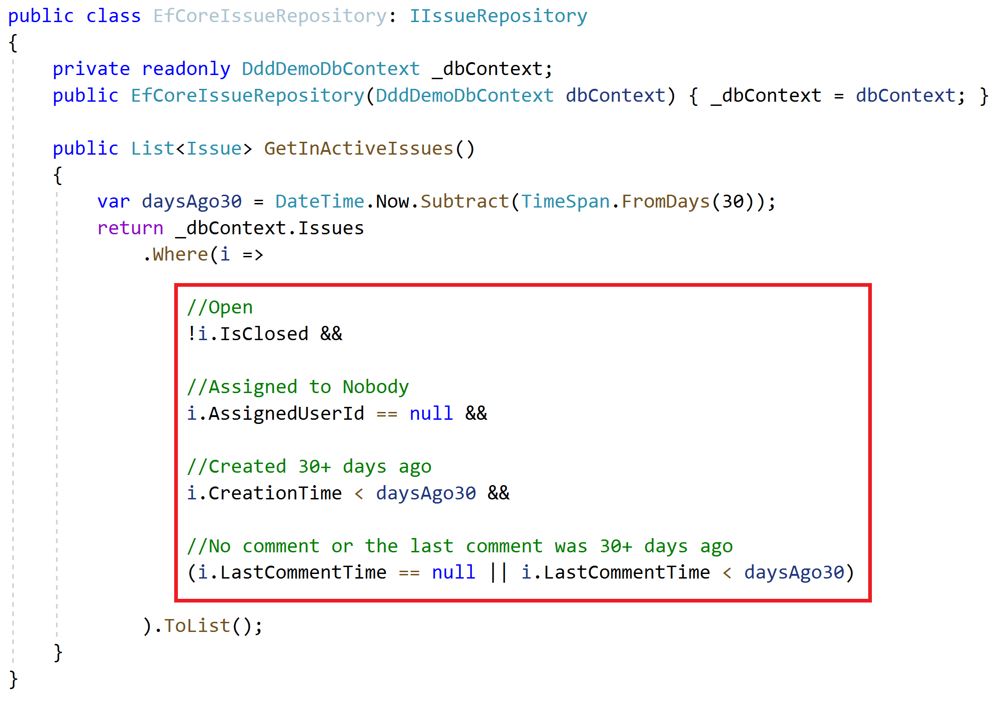 public class EfCoreIssueRepository: IIssueRepository
{
    private readonly DddDemoDbContext _dbContext;
    public EfCoreIssueRepository(DddDemoDbContext dbContext) { _dbContext = dbContext; }

    public List<Issue> GetInActiveIssues()
    {
        var daysAgo30 = DateTime.Now.Subtract(TimeSpan.FromDays(30));
        return _dbContext.Issues
            .Where(i =>

                //Open
                !i.IsClosed &&

                //Assigned to Nobody
                i.AssignedUserId == null &&

                //Created 30+ days ago
                i.CreationTime < daysAgo30 &&

                //No comment or the last comment was 30+ days ago
                (i.LastCommentTime == null || i.LastCommentTime < daysAgo30)

            ).ToList();
    }
}